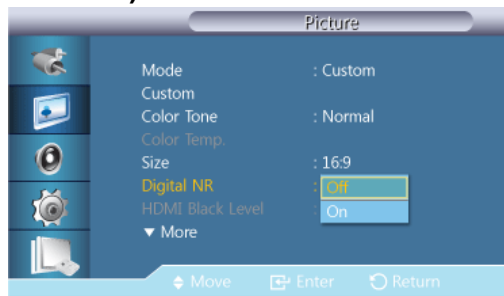 Picture
Mode : Custom
Custom
Color Tone : Normal
Color Temp.
Size : 16:9
Digital NR : Off
HDMI Black Level : On
▼ More
Move Enter Return